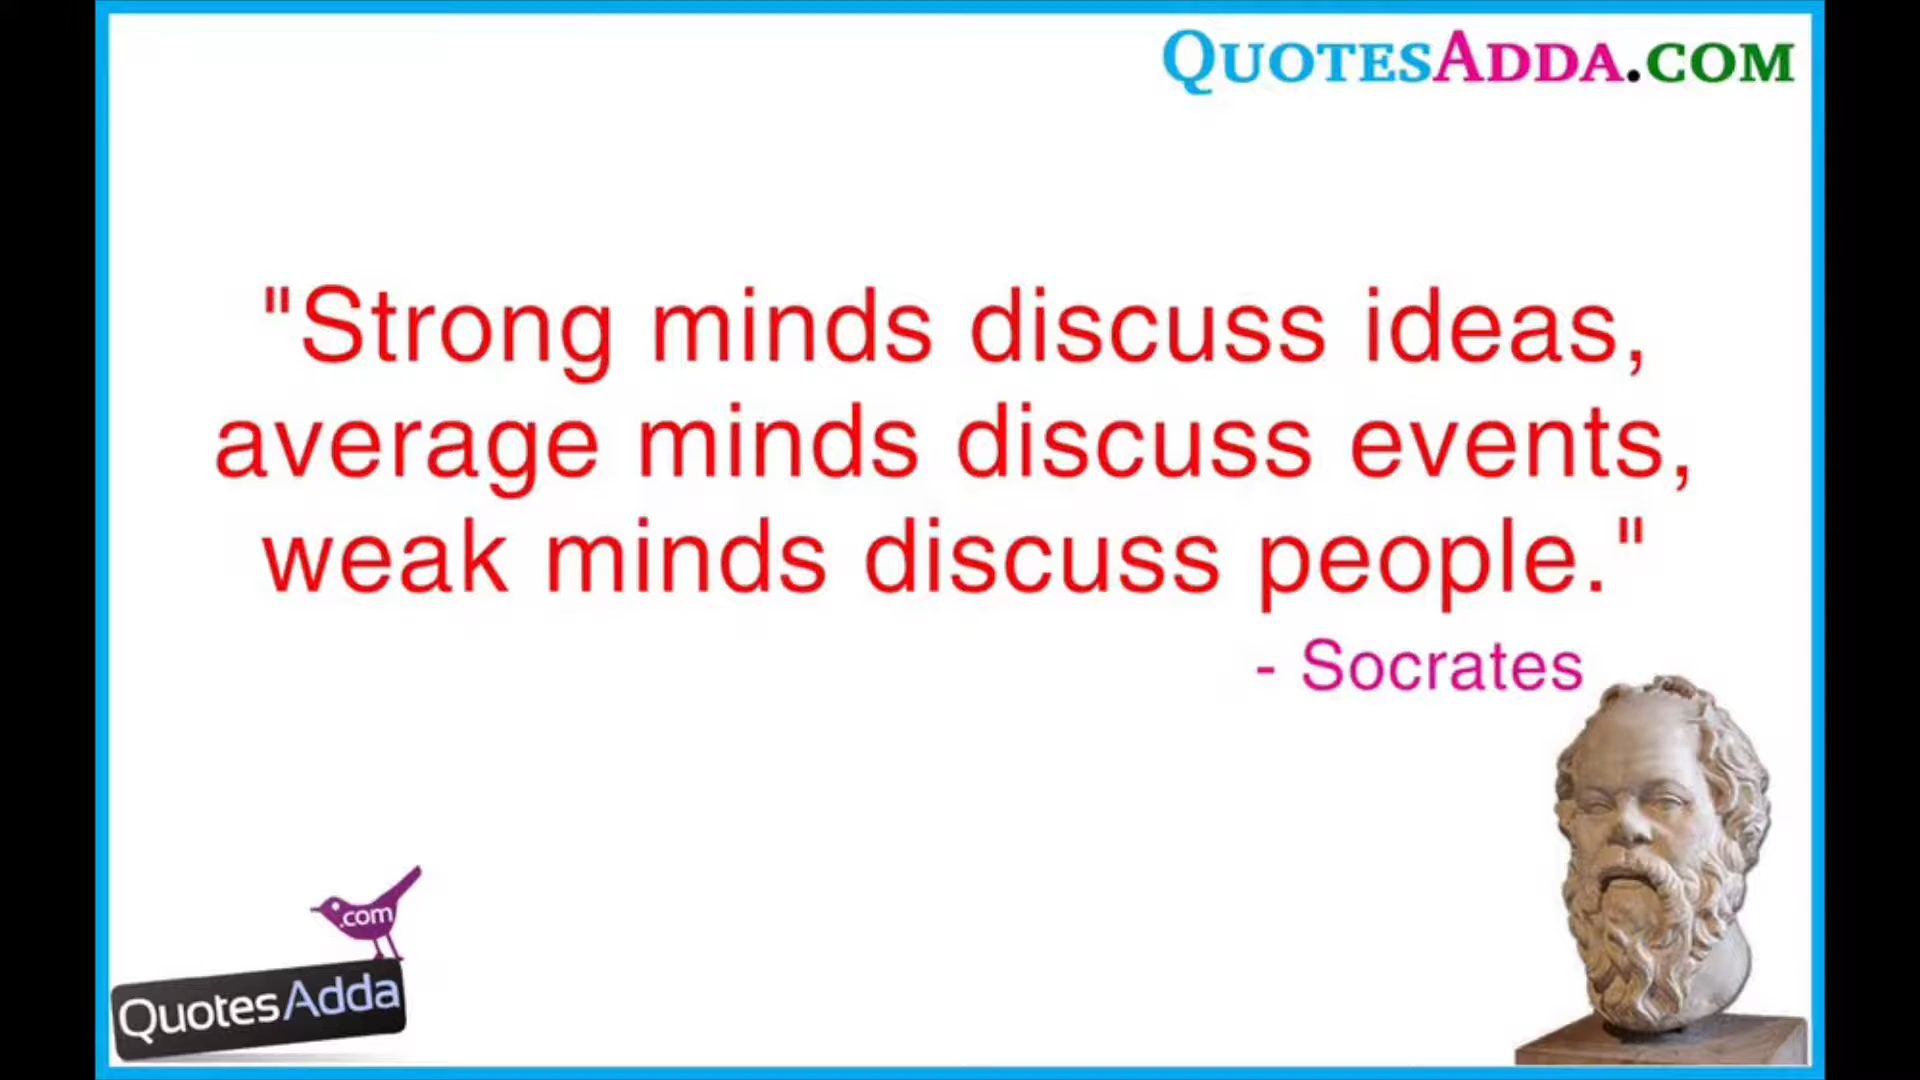 QUOTESADDA.COM
"Strong minds discuss ideas,
average minds discuss events,
weak minds discuss people."
- Socrates
.com
QuotesAdda